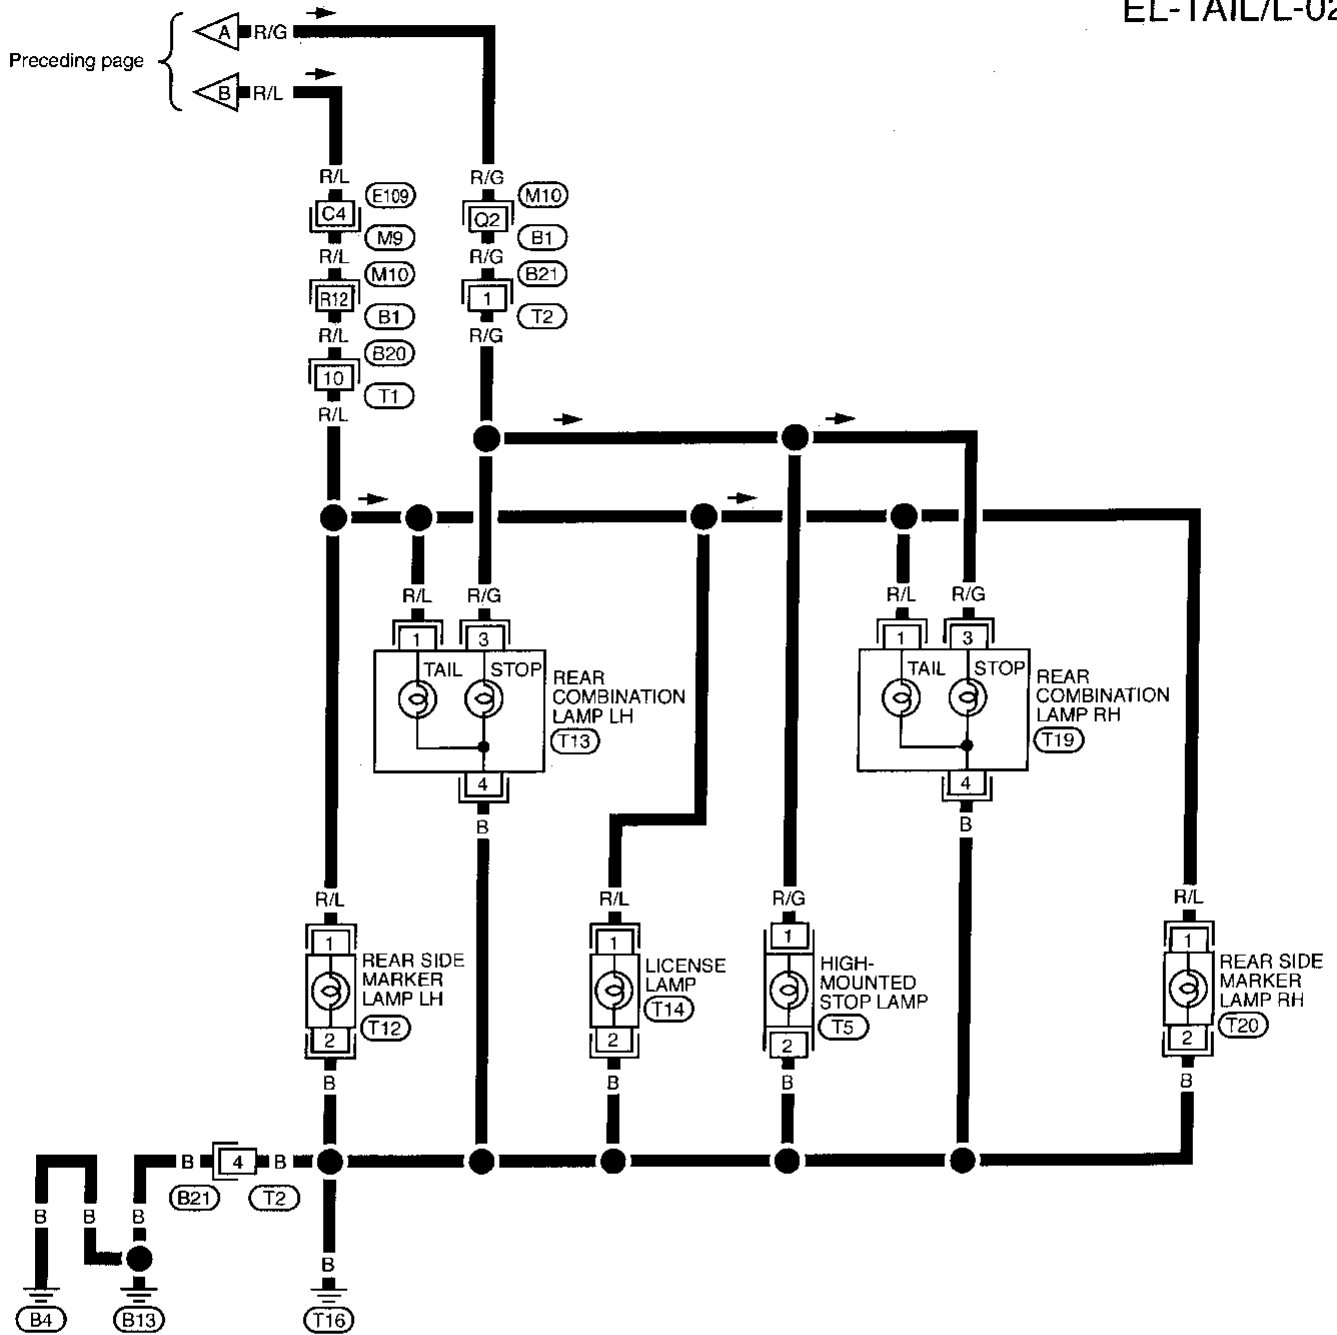 EL-TAIL/L-02
Preceding page
A R/G
B R/L
R/L
R/G
E109
M10
C4
Q2
M9
B1
R/L
R/G
M10
B21
R12
1
B1
T2
R/L
R/G
B20
10
T1
R/L
R/L
R/G
R/L
R/G
1
3
1
3
TAIL
STOP
TAIL
STOP
REAR
COMBINATION
LAMP LH
T13
REAR
COMBINATION
LAMP RH
T19
4
4
B
B
R/L
R/L
R/G
R/L
1
1
1
1
REAR SIDE
MARKER
LAMP LH
T12
LICENSE
LAMP
T14
HIGH-
MOUNTED
STOP LAMP
T5
REAR SIDE
MARKER
LAMP RH
T20
2
2
2
2
B
B
B
B
B 4 B
B21
T2
B
B
B
B
B4
B13
T16